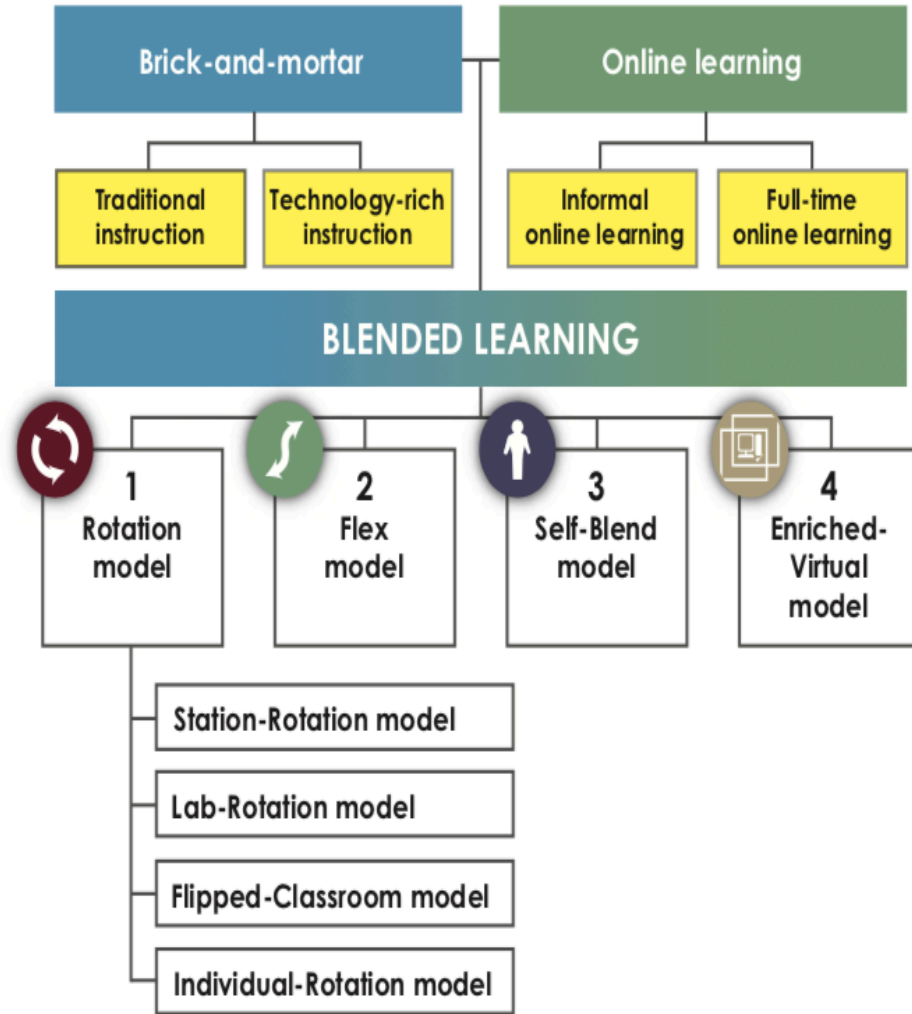 Brick-and-mortar
Online learning
Traditional
instruction
Technology-rich
instruction
Informal
online learning
Full-time
online learning
BLENDED LEARNING
1
Rotation
model
2
Flex
model
3
Self-Blend
model
4
Enriched-
Virtual
model
Station-Rotation model
Lab-Rotation model
Flipped-Classroom model
Individual-Rotation model